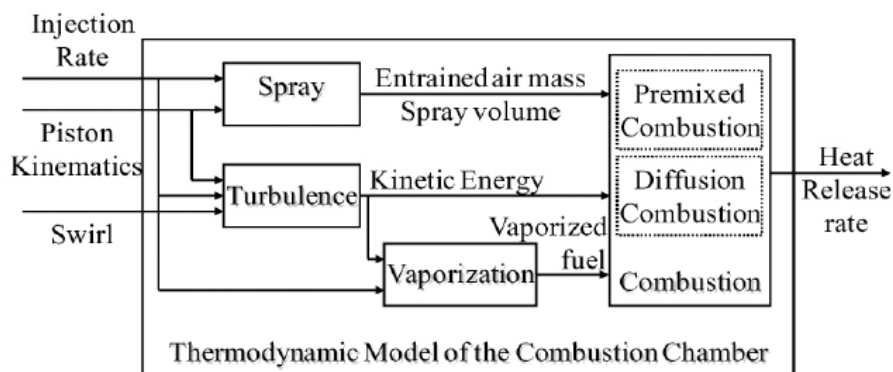 Injection
Rate
Piston
Kinematics
Swirl
Spray
Entrained air mass
Spray volume
Turbulence
Kinetic Energy
Vaporized
fuel
Vaporization
Premixed
Combustion
Diffusion
Combustion
Combustion
Heat
Release
rate
Thermodynamic Model of the Combustion Chamber